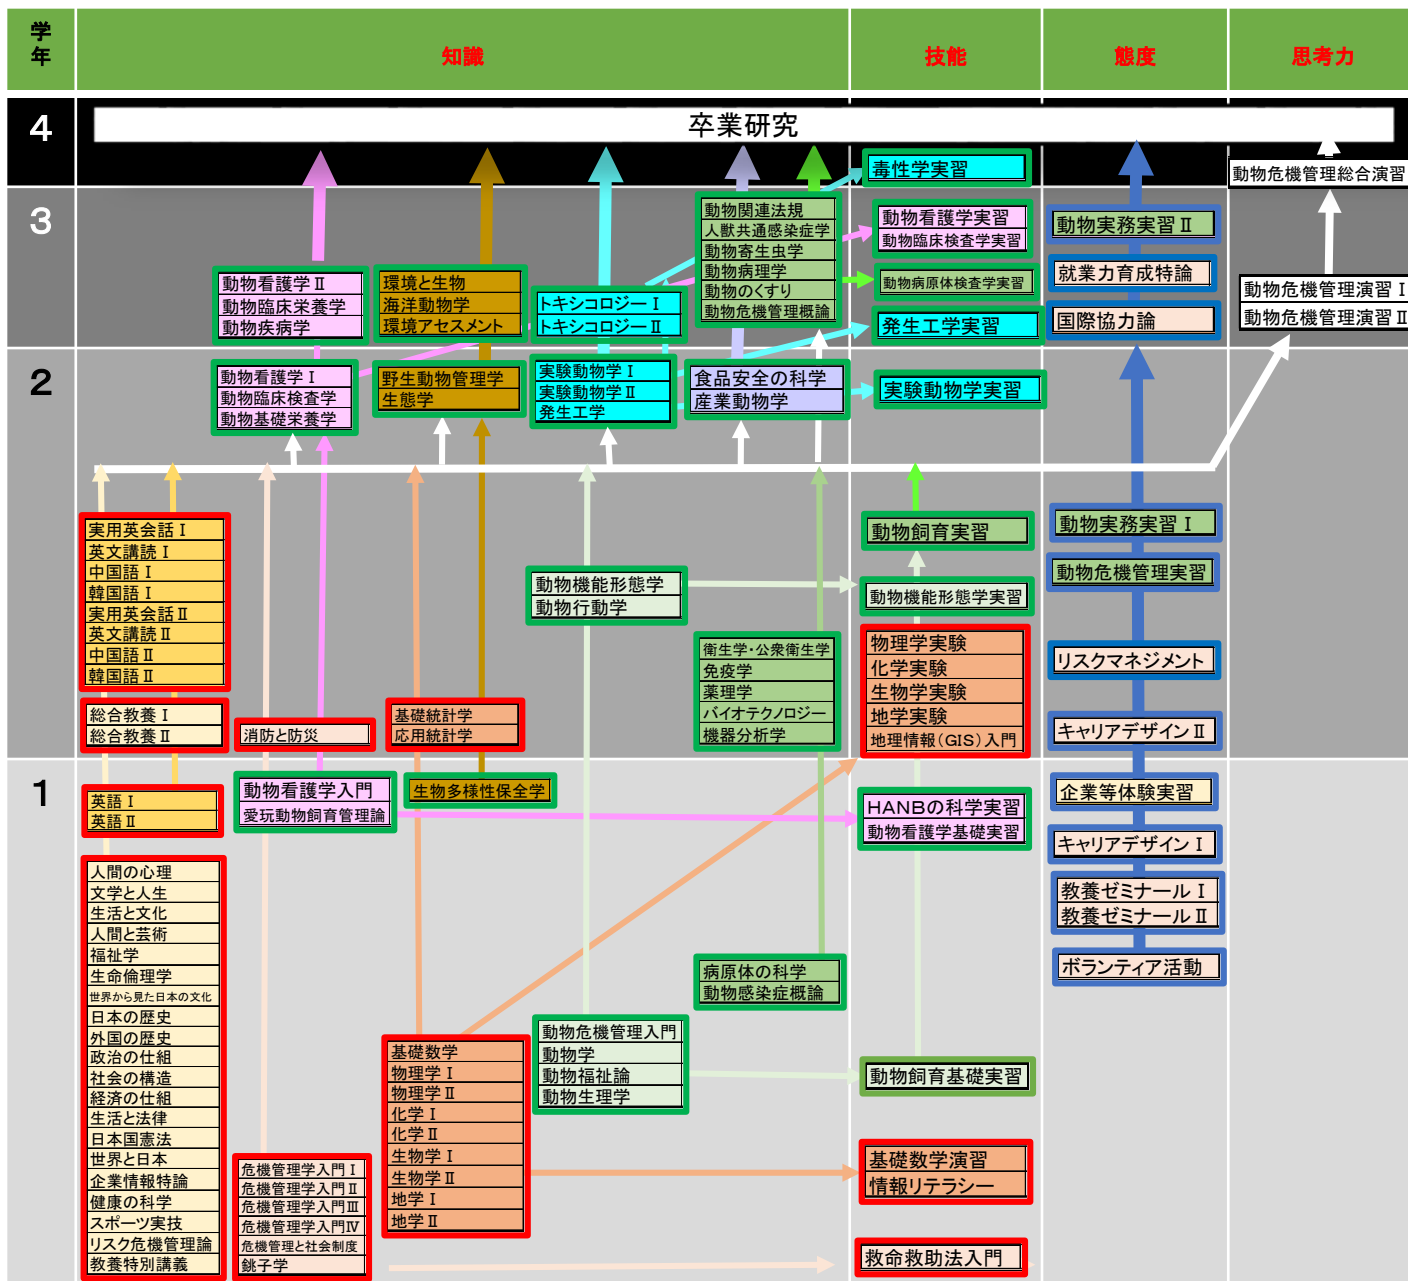 学年
知識
技能
態度
思考力
4
卒業研究
毒性学実習
動物危機管理総合演習
3
動物看護学Ⅱ
動物臨床栄養学
動物疾病学
環境と生物
海洋動物学
環境アセスメント
トキシコロジーⅠ
トキシコロジーⅡ
動物関連法規
人獣共通感染症学
動物寄生虫学
動物病理学
動物のくすり
動物危機管理概論
動物看護学実習
動物臨床検査学実習
動物病原体検査学実習
発生工学実習
動物実務実習Ⅱ
就業力育成特論
国際協力論
動物危機管理演習Ⅰ
動物危機管理演習Ⅱ
2
動物看護学Ⅰ
動物臨床検査学
動物基礎栄養学
野生動物管理学
生態学
実験動物学Ⅰ
実験動物学Ⅱ
発生工学
食品安全の科学
産業動物学
実験動物学実習
実用英会話Ⅰ
英文講読Ⅰ
中国語Ⅰ
韓国語Ⅰ
実用英会話Ⅱ
英文講読Ⅱ
中国語Ⅱ
韓国語Ⅱ
総合教養Ⅰ
総合教養Ⅱ
消防と防災
基礎統計学
応用統計学
動物機能形態学
動物行動学
衛生学・公衆衛生学
免疫学
薬理学
バイオテクノロジー
機器分析学
動物飼育実習
動物機能形態学実習
物理学実験
化学実験
生物学実験
地学実験
地理情報(GIS)入門
動物実務実習Ⅰ
動物危機管理実習
リスクマネジメント
キャリアデザインⅡ
1
英語Ⅰ
英語Ⅱ
動物看護学入門
愛玩動物飼育管理論
生物多様性保全学
HANBの科学実習
動物看護学基礎実習
企業等体験実習
キャリアデザインⅠ
教養ゼミナールⅠ
教養ゼミナールⅡ
ボランティア活動
人間の心理
文学と人生
生活と文化
人間と芸術
福祉学
生命倫理学
世界から見た日本の文化
日本の歴史
外国の歴史
政治の仕組
社会の構造
経済の仕組
生活と法律
日本国憲法
世界と日本
企業情報特論
健康の科学
スポーツ実技
リスク危機管理論
教養特別講義
危機管理学入門Ⅰ
危機管理学入門Ⅱ
危機管理学入門Ⅲ
危機管理学入門Ⅳ
危機管理と社会制度
銚子学
基礎数学
物理学Ⅰ
物理学Ⅱ
化学Ⅰ
化学Ⅱ
生物学Ⅰ
生物学Ⅱ
地学Ⅰ
地学Ⅱ
動物危機管理入門
動物学
動物福祉論
動物生理学
病原体の科学
動物感染症概論
動物飼育基礎実習
基礎数学演習
情報リテラシー
救命救助法入門